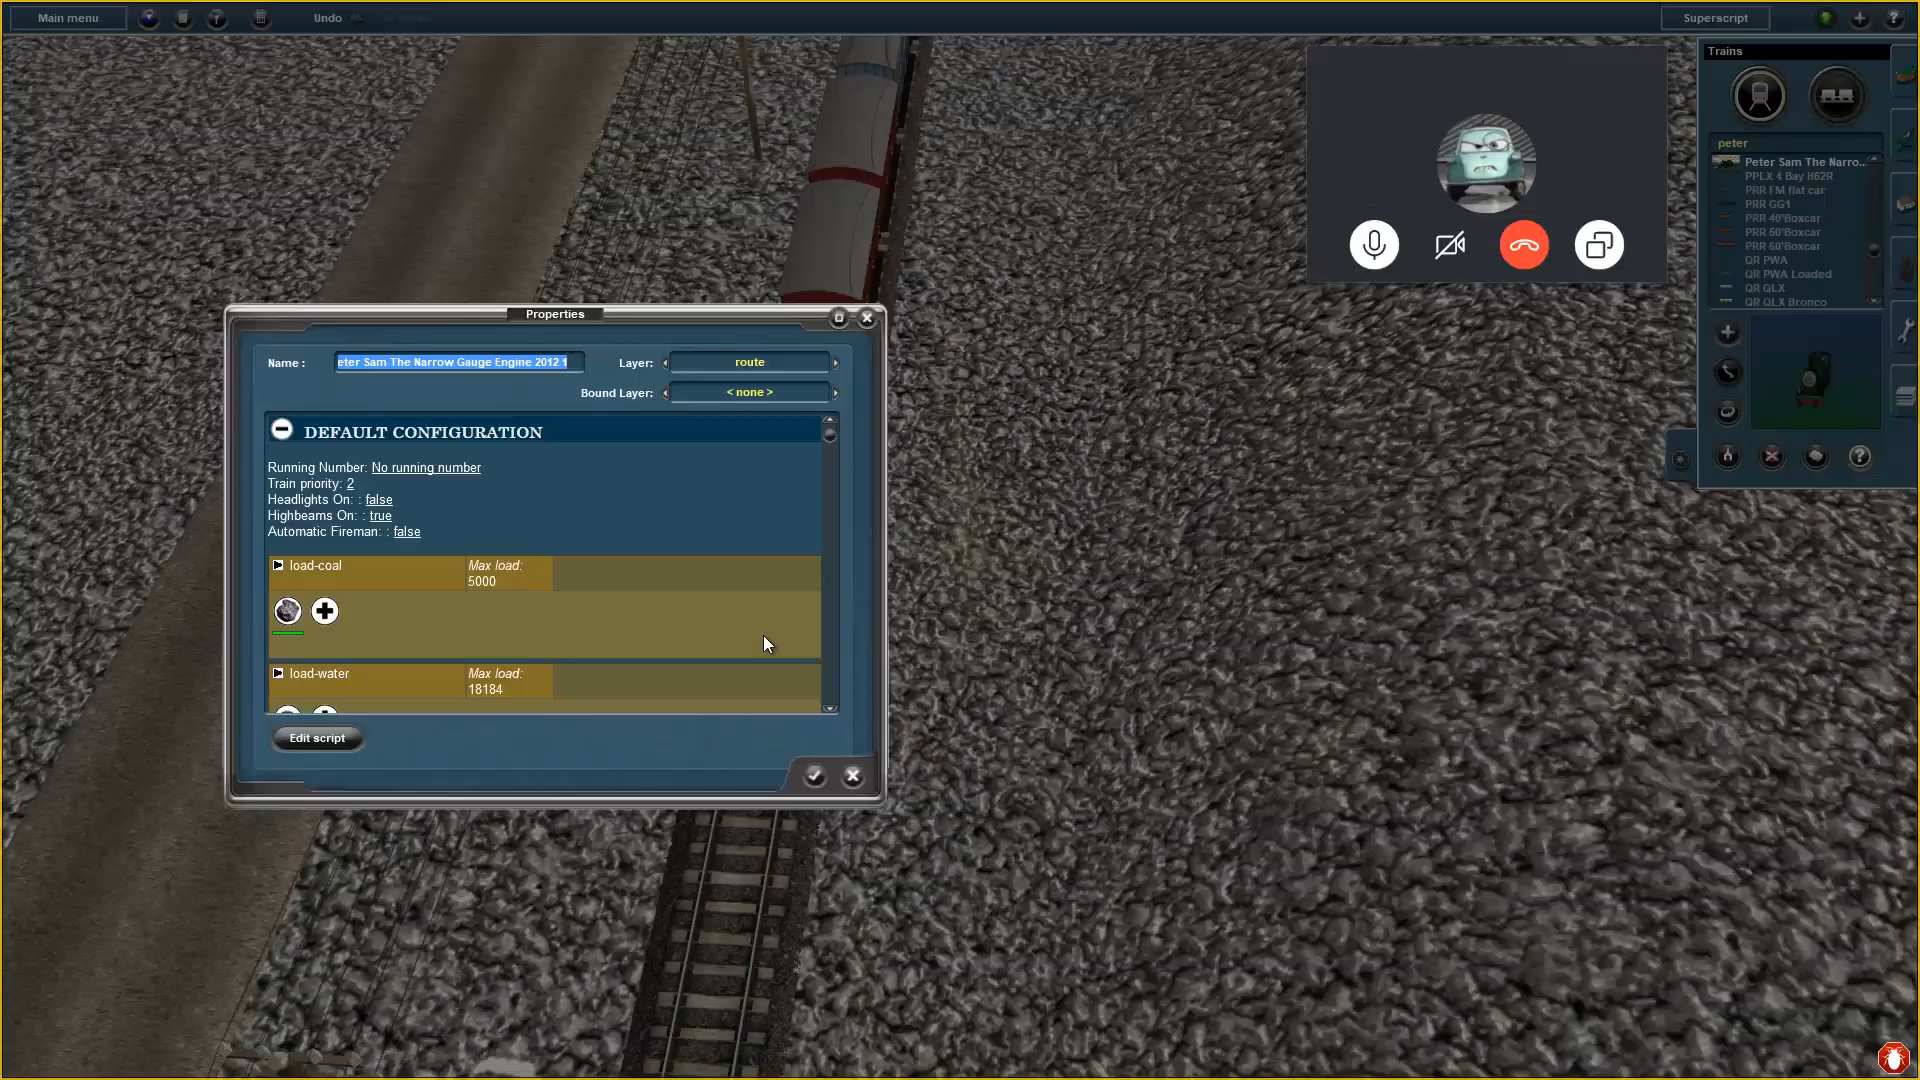 Main menu
Undo
Superscript
Trains
peter
Peter Sam The Narro..
PPLX 4 Bay H62R
PRR FM flat car
PRR GG1
PRR 40'Boxcar
PRR 50'Boxcar
PRR 60'Boxcar
QR PWA
QR PWA Loaded
QR QLX
QR QLX Bronco
Properties
Name :
eter Sam The Narrow Gauge Engine 2012 1
Layer:
route
Bound Layer:
< none >
DEFAULT CONFIGURATION
Running Number: No running number
Train priority: 2
Headlights On: : false
Highbeams On: : true
Automatic Fireman: : false
load-coal
Max load:
5000
load-water
Max load:
18184
Edit script